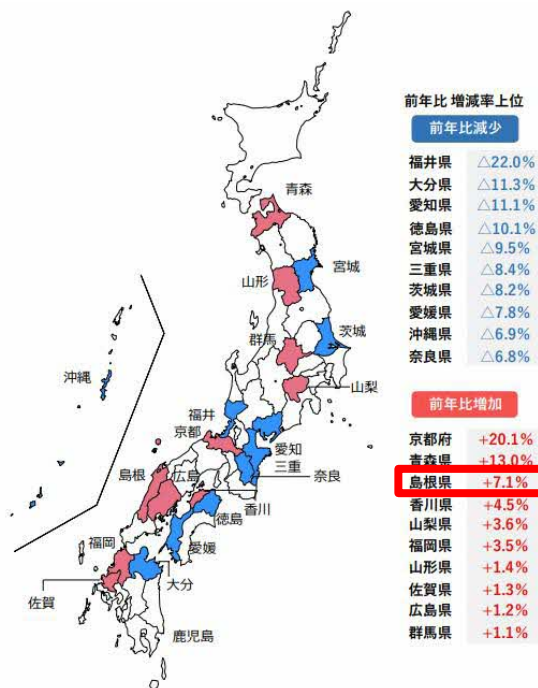 前年比 増減率上位
前年比減少
福井県 △22.0%
大分県 △11.3%
愛知県 △11.1%
徳島県 △10.1%
宮城県 △9.5%
三重県 △8.4%
茨城県 △8.2%
愛媛県 △7.8%
沖縄県 △6.9%
奈良県 △6.8%
前年比増加
京都府 +20.1%
青森県 +13.0%
島根県 +7.1%
香川県 +4.5%
山梨県 +3.6%
福岡県 +3.5%
山形県 +1.4%
佐賀県 +1.3%
広島県 +1.2%
群馬県 +1.1%
青森
宮城
山形
茨城
群馬
山梨
沖縄
福井
京都
愛知
三重
奈良
島根
広島
香川
徳島
福岡
愛媛
大分
佐賀
鹿児島